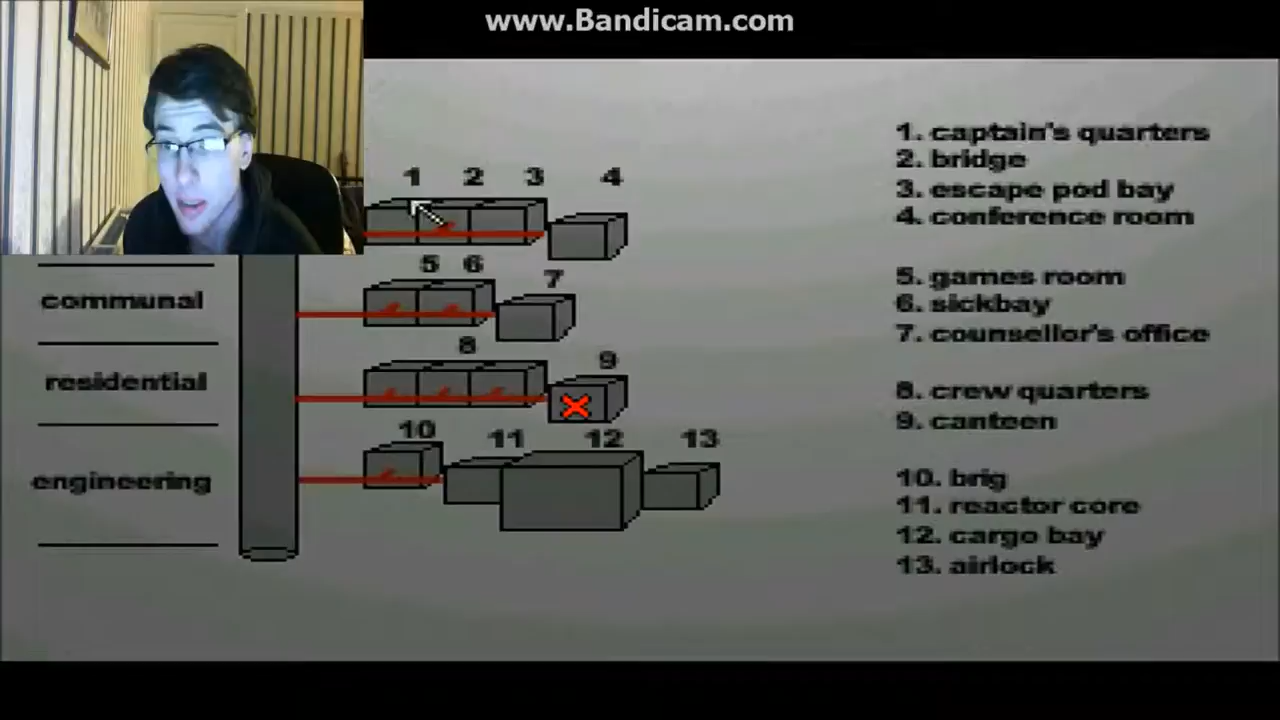 www.Bandicam.com
1 2 3 4
5 6 7
communal
8 9
residential
10 11 12 13
engineering
1. captain's quarters
2. bridge
3. escape pod bay
4. conference room
5. games room
6. sickbay
7. counsellor's office
8. crew quarters
9. canteen
10. brig
11. reactor core
12. cargo bay
13. airlock